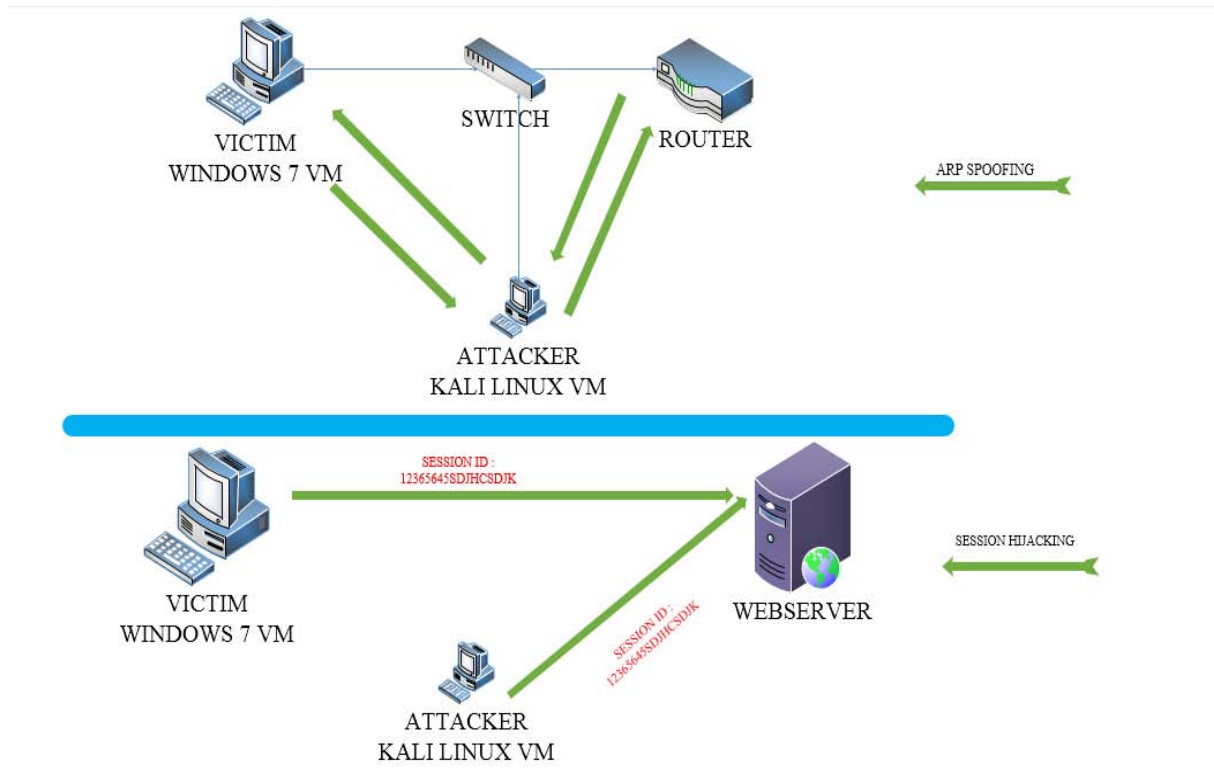 SWITCH
ROUTER
VICTIM
WINDOWS 7 VM
ARP SPOOFING
ATTACKER
KALI LINUX VM
SESSION ID :
12365645SDJHCSDJK
SESSION HIJACKING
VICTIM
WINDOWS 7 VM
WEBSERVER
SESSION ID :
12365645SDJHCSDJK
ATTACKER
KALI LINUX VM